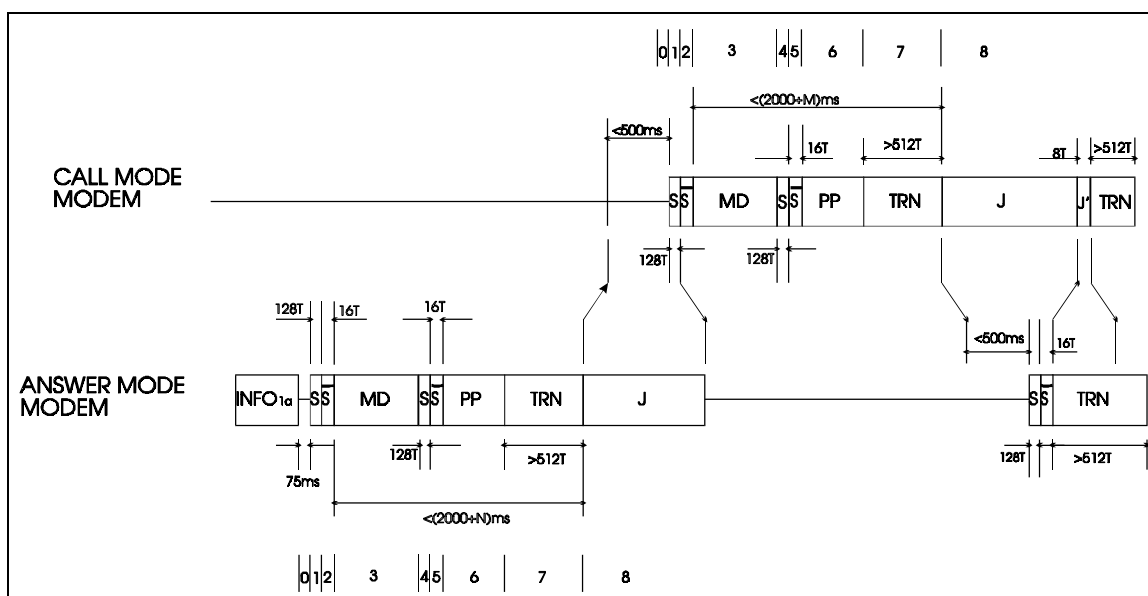 0 1 2 3 4 5 6 7 8
<(2000÷M)ms
<500ms
16T >512T 8T >512T
CALL MODE
MODEM
S S̅ MD S S̅ PP TRN J J' TRN
128T 128T
128T 16T 16T
<500ms 16T
ANSWER MODE
MODEM
INFO1a S S̅ MD S S̅ PP TRN J S S̅ TRN
75ms 128T >512T 128T >512T
<(2000÷N)ms
0 1 2 3 4 5 6 7 8